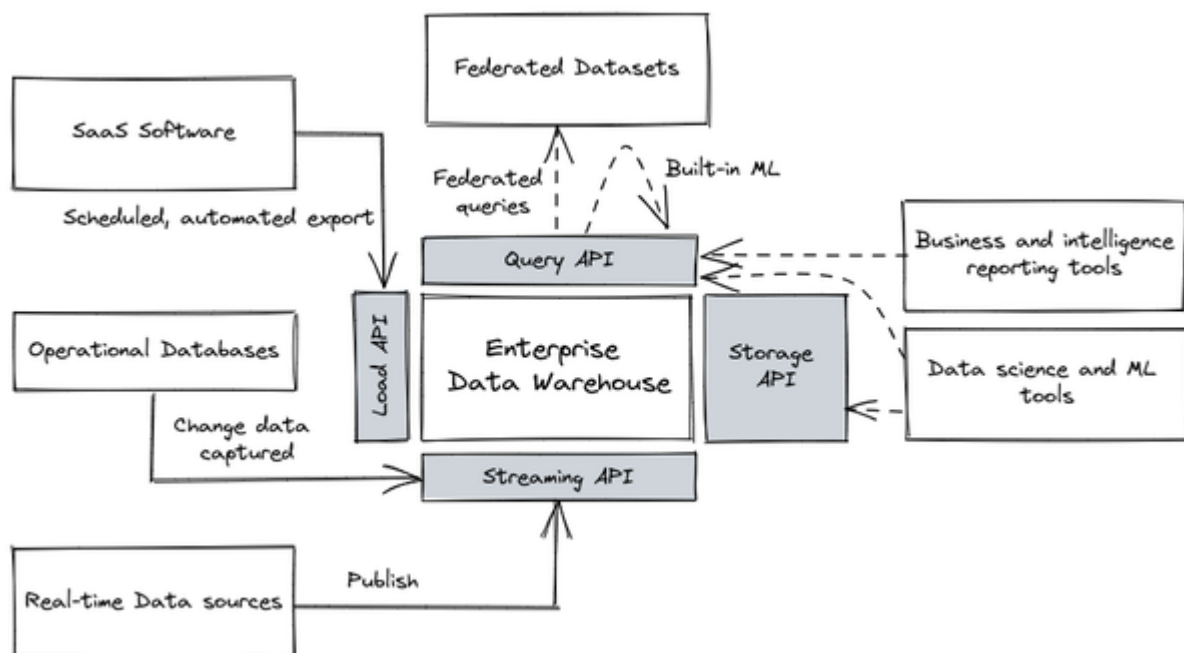 Federated Datasets
SaaS Software
Federated
queries
Built-in ML
Scheduled, automated export
Business and intelligence
reporting tools
Query API
Operational Databases
Load API
Enterprise
Data Warehouse
Storage
API
Data science and ML
tools
Change data
captured
Streaming API
Publish
Real-time Data sources